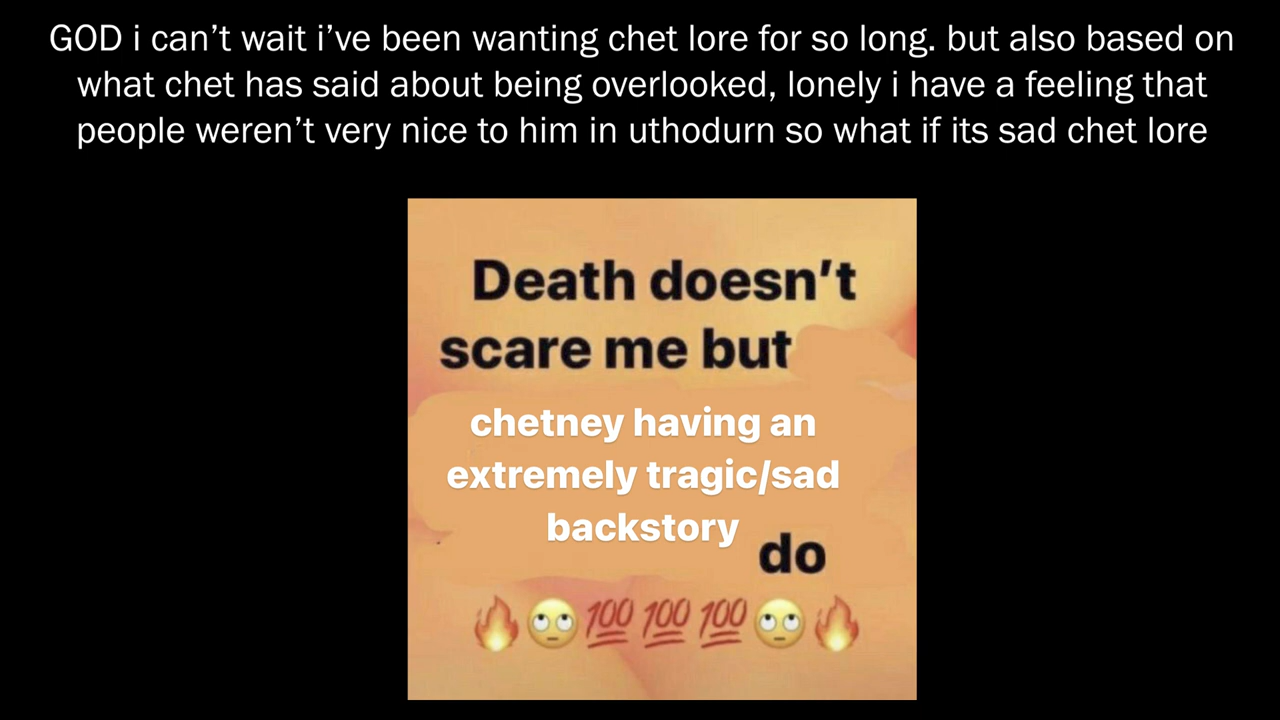 GOD i can’t wait i’ve been wanting chet lore for so long. but also based on
what chet has said about being overlooked, lonely i have a feeling that
people weren’t very nice to him in uthodurn so what if its sad chet lore
Death doesn’t
scare me but
chetney having an
extremely tragic/sad
backstory
do
🔥🙄💯💯💯🙄🔥